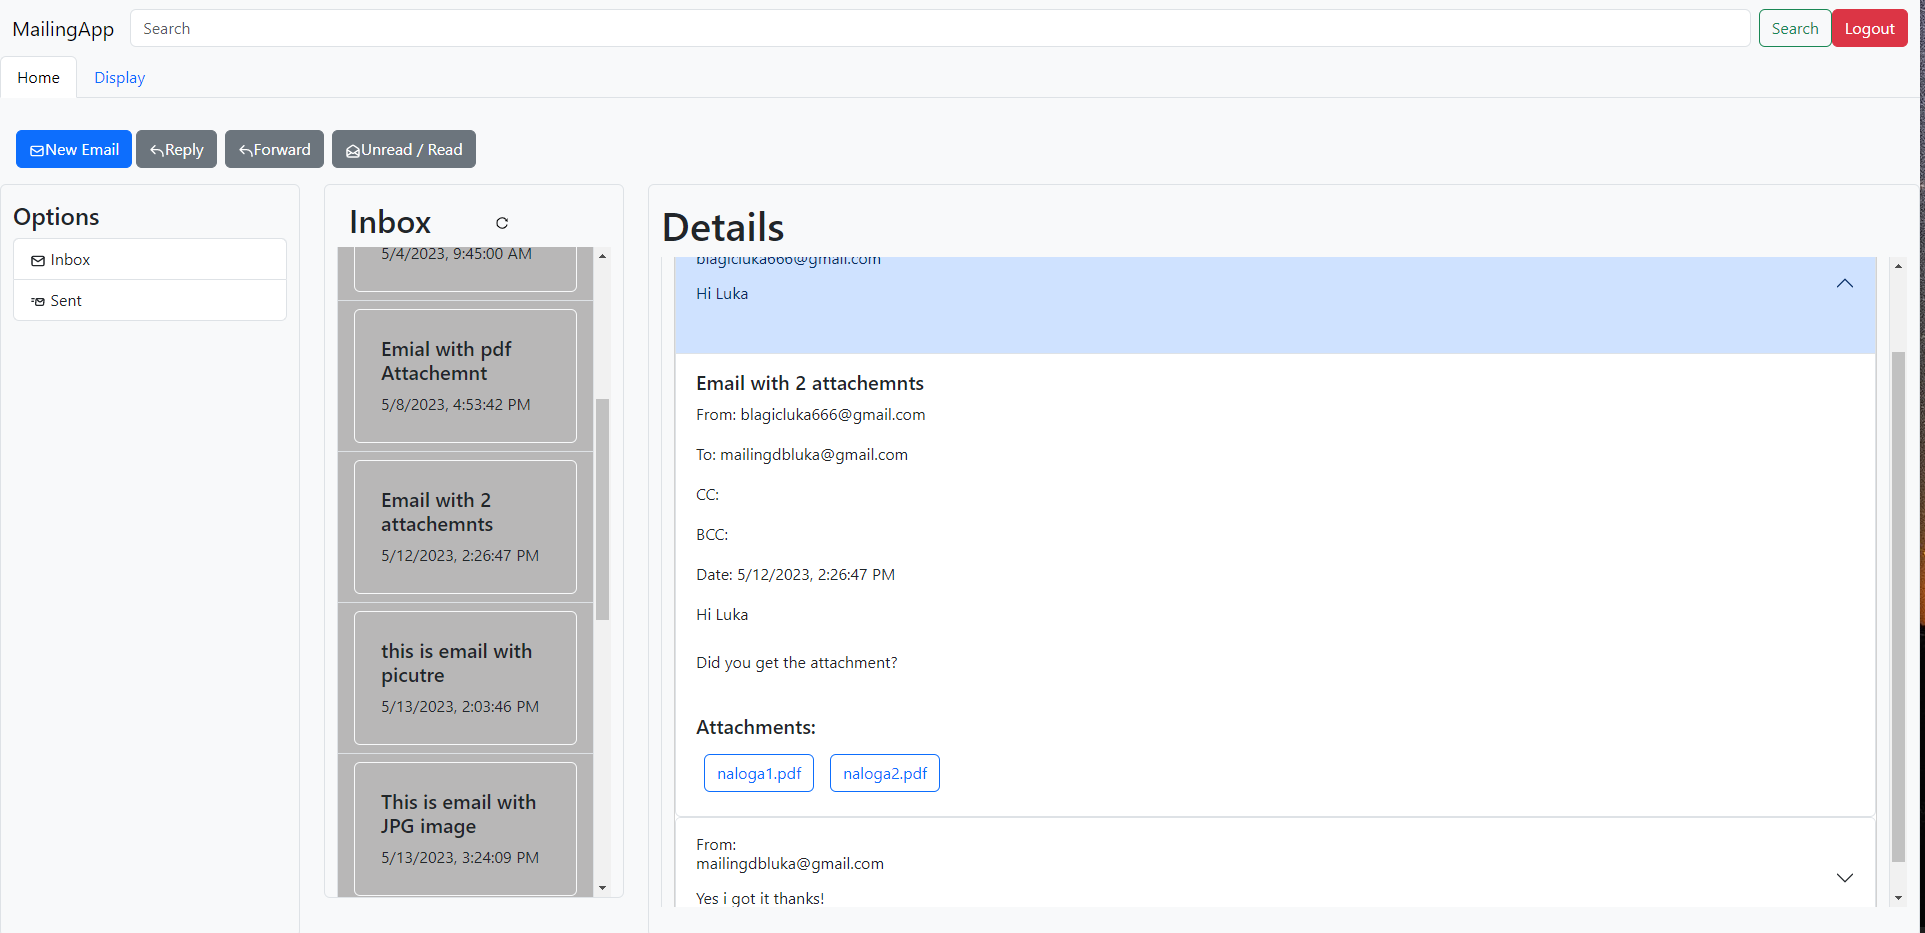 MailingApp
Search
Search
Logout
Home
Display
New Email
Reply
Forward
Unread / Read
Options
Inbox
Sent
Inbox
5/4/2023, 9:45:00 AM
Emial with pdf
Attachemnt
5/8/2023, 4:53:42 PM
Email with 2
attachemnts
5/12/2023, 2:26:47 PM
this is email with
picutre
5/13/2023, 2:03:46 PM
This is email with
JPG image
5/13/2023, 3:24:09 PM
Details
blagicluka666@gmail.com
Hi Luka
Email with 2 attachemnts
From: blagicluka666@gmail.com
To: mailingdbluka@gmail.com
CC:
BCC:
Date: 5/12/2023, 2:26:47 PM
Hi Luka
Did you get the attachment?
Attachments:
naloga1.pdf
naloga2.pdf
From:
mailingdbluka@gmail.com
Yes i got it thanks!